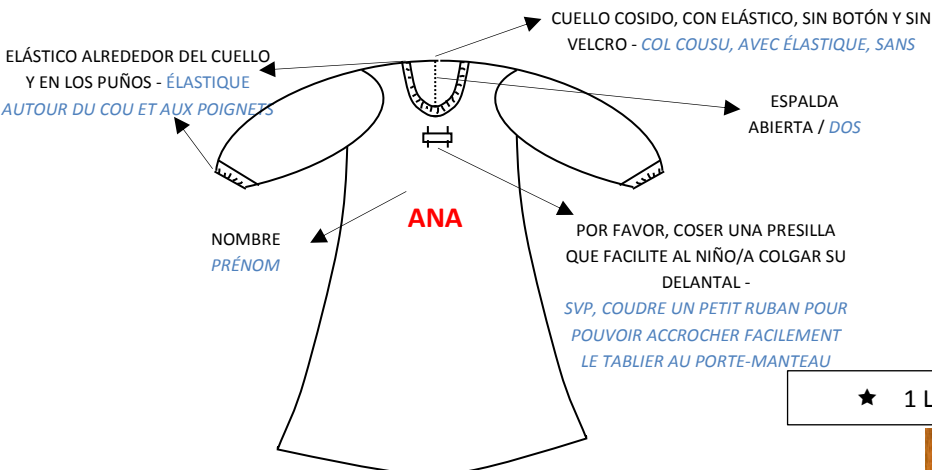 CUELLO COSIDO, CON ELÁSTICO, SIN BOTÓN Y SIN
VELCRO - COL COUSU, AVEC ÉLASTIQUE, SANS
ELÁSTICO ALREDEDOR DEL CUELLO
Y EN LOS PUÑOS - ÉLASTIQUE
AUTOUR DU COU ET AUX POIGNETS
ESPALDA
ABIERTA / DOS
ANA
NOMBRE
PRÉNOM
POR FAVOR, COSER UNA PRESILLA
QUE FACILITE AL NIÑO/A COLGAR SU
DELANTAL -
SVP, COUDRE UN PETIT RUBAN POUR
POUVOIR ACCROCHER FACILEMENT
LE TABLIER AU PORTE-MANTEAU
★ 1 L